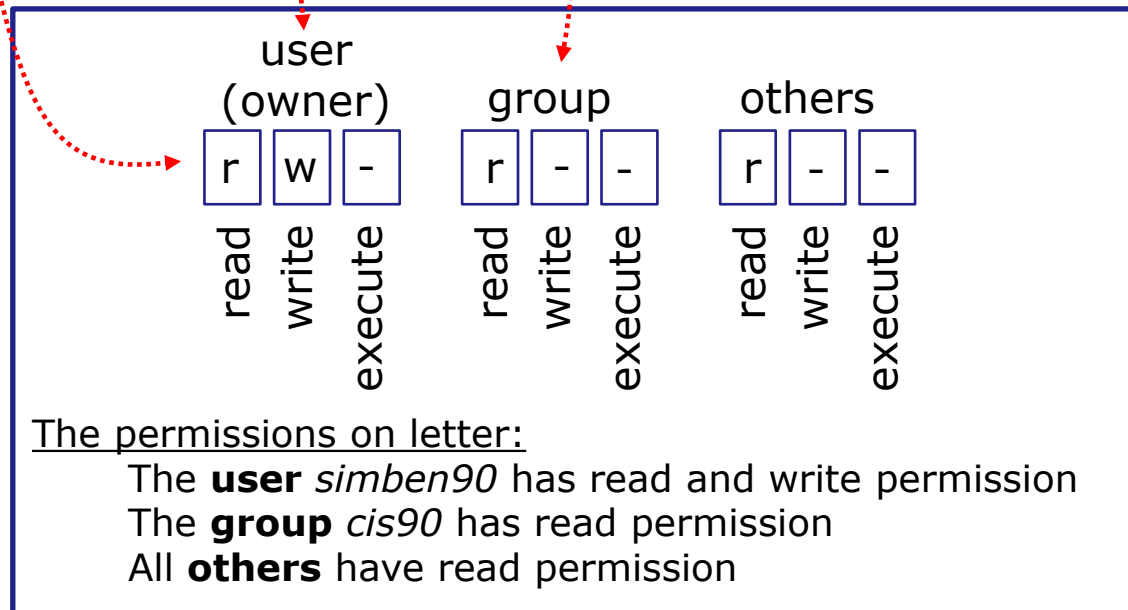 user
(owner) group others
r w - r - - r - -
read write execute read write execute read write execute
The permissions on letter:
The user simben90 has read and write permission
The group cis90 has read permission
All others have read permission